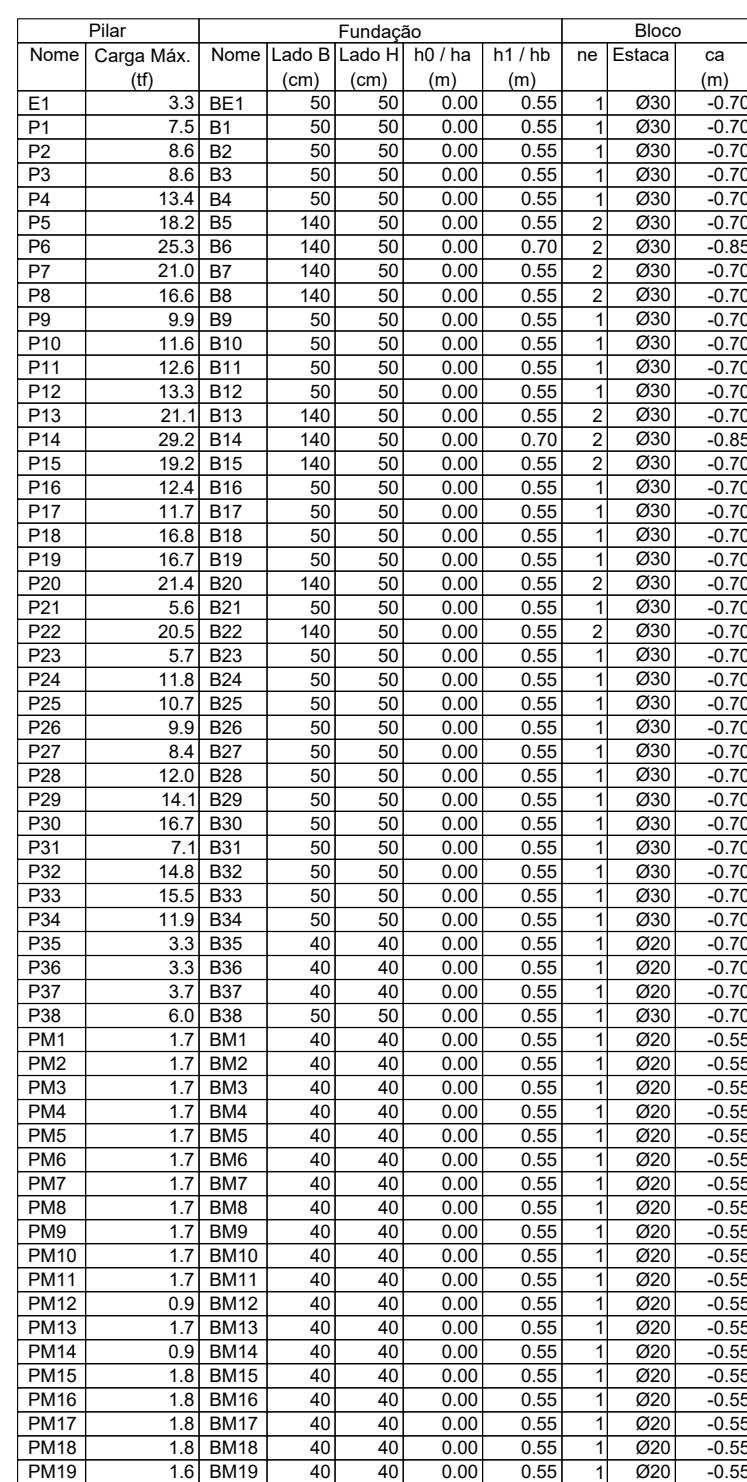 Pilar Fundação Bloco
Nome Carga Máx. Nome Lado B Lado H h0 / ha h1 / hb ne Estaca ca
(tf) (cm) (cm) (m) (m) (m)
E1 3.3 BE1 50 50 0.00 0.55 1 Ø30 -0.70
P1 7.5 B1 50 50 0.00 0.55 1 Ø30 -0.70
P2 8.6 B2 50 50 0.00 0.55 1 Ø30 -0.70
P3 8.6 B3 50 50 0.00 0.55 1 Ø30 -0.70
P4 13.4 B4 50 50 0.00 0.55 1 Ø30 -0.70
P5 18.2 B5 140 50 0.00 0.55 2 Ø30 -0.70
P6 25.3 B6 140 50 0.00 0.70 2 Ø30 -0.85
P7 21.0 B7 140 50 0.00 0.55 2 Ø30 -0.70
P8 16.6 B8 140 50 0.00 0.55 2 Ø30 -0.70
P9 9.9 B9 50 50 0.00 0.55 1 Ø30 -0.70
P10 11.6 B10 50 50 0.00 0.55 1 Ø30 -0.70
P11 12.6 B11 50 50 0.00 0.55 1 Ø30 -0.70
P12 13.3 B12 50 50 0.00 0.55 1 Ø30 -0.70
P13 21.1 B13 140 50 0.00 0.55 2 Ø30 -0.70
P14 29.2 B14 140 50 0.00 0.70 2 Ø30 -0.85
P15 19.2 B15 140 50 0.00 0.55 2 Ø30 -0.70
P16 12.4 B16 50 50 0.00 0.55 1 Ø30 -0.70
P17 11.7 B17 50 50 0.00 0.55 1 Ø30 -0.70
P18 16.8 B18 50 50 0.00 0.55 1 Ø30 -0.70
P19 16.7 B19 50 50 0.00 0.55 1 Ø30 -0.70
P20 21.4 B20 140 50 0.00 0.55 2 Ø30 -0.70
P21 5.6 B21 50 50 0.00 0.55 1 Ø30 -0.70
P22 20.5 B22 140 50 0.00 0.55 2 Ø30 -0.70
P23 5.7 B23 50 50 0.00 0.55 1 Ø30 -0.70
P24 11.8 B24 50 50 0.00 0.55 1 Ø30 -0.70
P25 10.7 B25 50 50 0.00 0.55 1 Ø30 -0.70
P26 9.9 B26 50 50 0.00 0.55 1 Ø30 -0.70
P27 8.4 B27 50 50 0.00 0.55 1 Ø30 -0.70
P28 12.0 B28 50 50 0.00 0.55 1 Ø30 -0.70
P29 14.1 B29 50 50 0.00 0.55 1 Ø30 -0.70
P30 16.7 B30 50 50 0.00 0.55 1 Ø30 -0.70
P31 7.1 B31 50 50 0.00 0.55 1 Ø30 -0.70
P32 14.8 B32 50 50 0.00 0.55 1 Ø30 -0.70
P33 15.5 B33 50 50 0.00 0.55 1 Ø30 -0.70
P34 11.9 B34 50 50 0.00 0.55 1 Ø30 -0.70
P35 3.3 B35 40 40 0.00 0.55 1 Ø20 -0.70
P36 3.3 B36 40 40 0.00 0.55 1 Ø20 -0.70
P37 3.7 B37 40 40 0.00 0.55 1 Ø20 -0.70
P38 6.0 B38 50 50 0.00 0.55 1 Ø30 -0.70
PM1 1.7 BM1 40 40 0.00 0.55 1 Ø20 -0.55
PM2 1.7 BM2 40 40 0.00 0.55 1 Ø20 -0.55
PM3 1.7 BM3 40 40 0.00 0.55 1 Ø20 -0.55
PM4 1.7 BM4 40 40 0.00 0.55 1 Ø20 -0.55
PM5 1.7 BM5 40 40 0.00 0.55 1 Ø20 -0.55
PM6 1.7 BM6 40 40 0.00 0.55 1 Ø20 -0.55
PM7 1.7 BM7 40 40 0.00 0.55 1 Ø20 -0.55
PM8 1.7 BM8 40 40 0.00 0.55 1 Ø20 -0.55
PM9 1.7 BM9 40 40 0.00 0.55 1 Ø20 -0.55
PM10 1.7 BM10 40 40 0.00 0.55 1 Ø20 -0.55
PM11 1.7 BM11 40 40 0.00 0.55 1 Ø20 -0.55
PM12 0.9 BM12 40 40 0.00 0.55 1 Ø20 -0.55
PM13 1.7 BM13 40 40 0.00 0.55 1 Ø20 -0.55
PM14 0.9 BM14 40 40 0.00 0.55 1 Ø20 -0.55
PM15 1.8 BM15 40 40 0.00 0.55 1 Ø20 -0.55
PM16 1.8 BM16 40 40 0.00 0.55 1 Ø20 -0.55
PM17 1.8 BM17 40 40 0.00 0.55 1 Ø20 -0.55
PM18 1.8 BM18 40 40 0.00 0.55 1 Ø20 -0.55
PM19 1.6 BM19 40 40 0.00 0.55 1 Ø20 -0.55